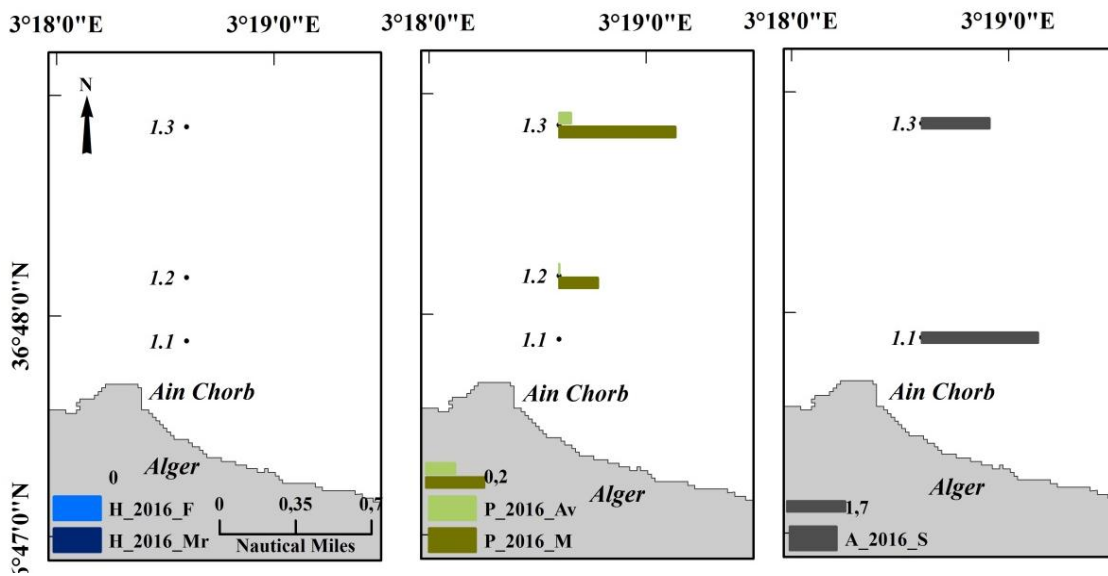 3°18'0"E 3°19'0"E 3°18'0"E 3°19'0"E 3°18'0"E 3°19'0"E
N
1.3
1.2
1.1
Ain Chorb
Alger
0
H_2016_F
H_2016_Mr
0 0,35 0,7
Nautical Miles
36°48'0"N
6°47'0"N
1.3
1.2
1.1
Ain Chorb
Alger
0,2
P_2016_Av
P_2016_M
1.3
1.1
Ain Chorb
Alger
1,7
A_2016_S